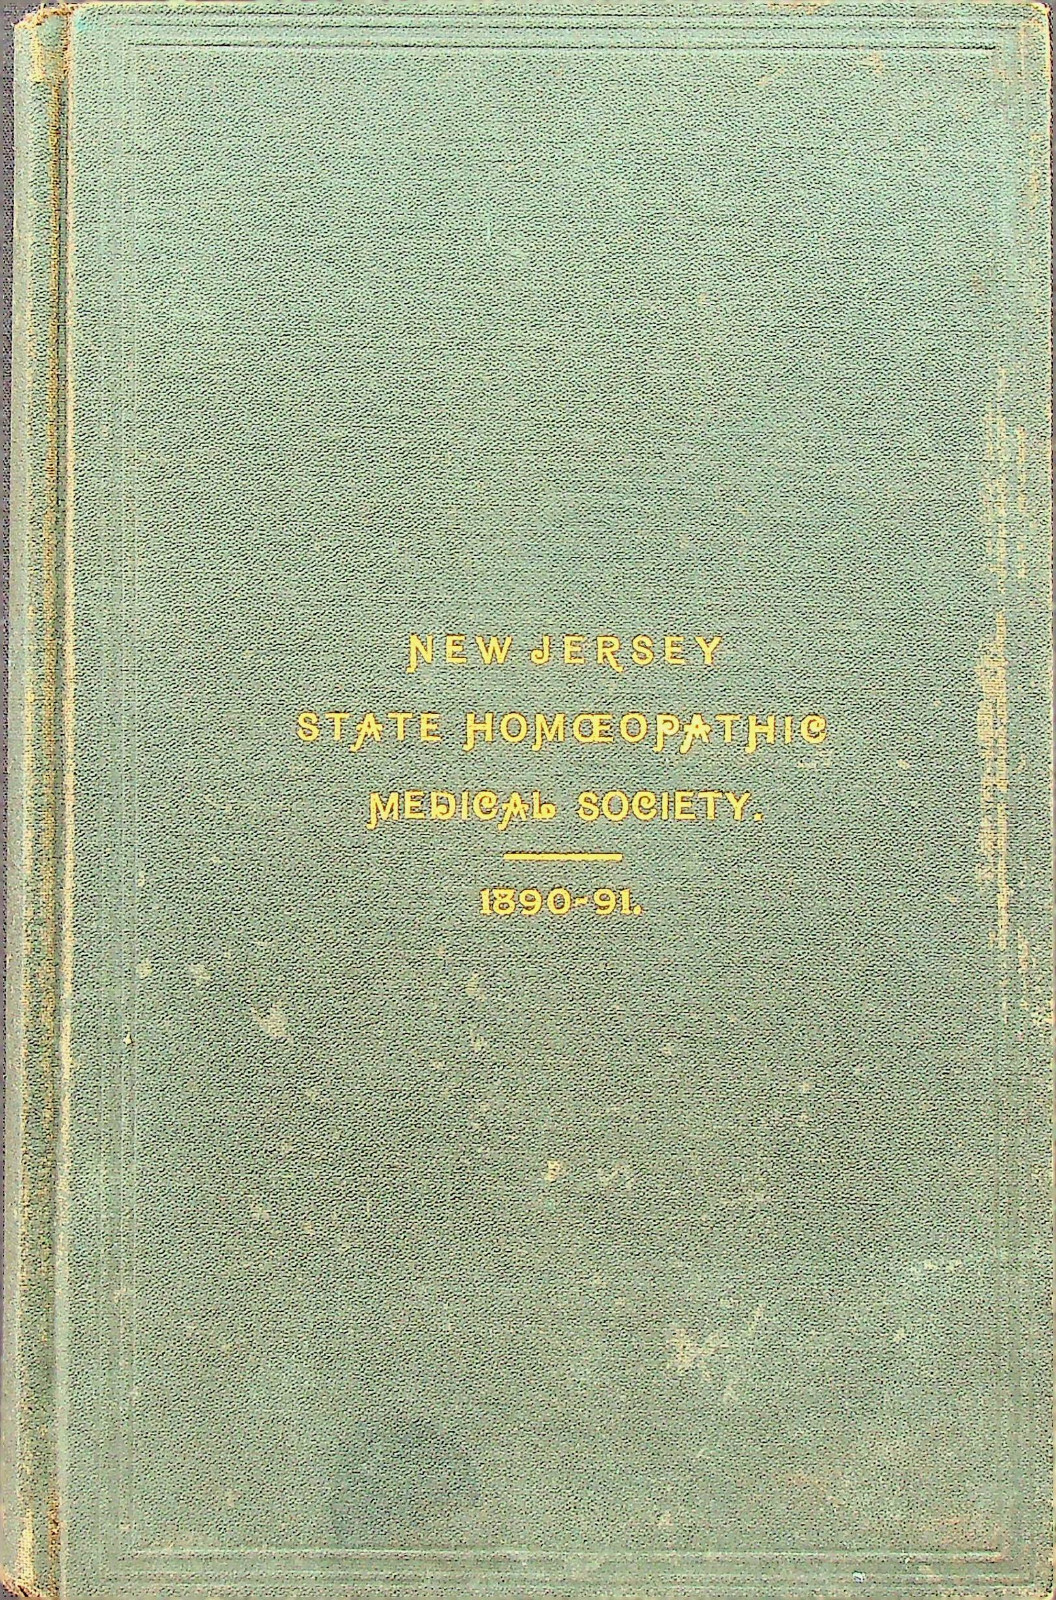 NEW JERSEY
STATE HOMŒOPATHIC
MEDICAL SOCIETY.
1890-91.